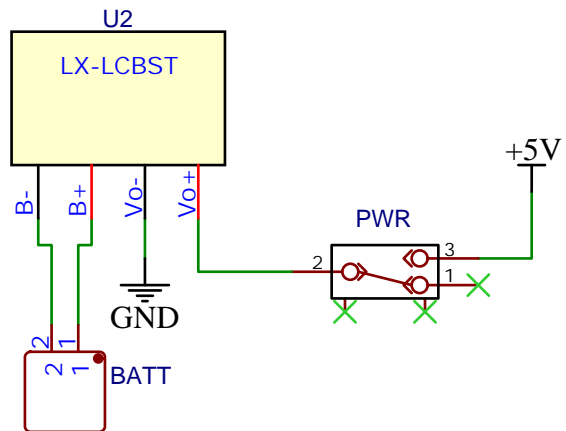 U2
LX-LCBST
B-
B+
Vo-
Vo+
+5V
PWR
3
2
1
GND
2
1
2
1
BATT